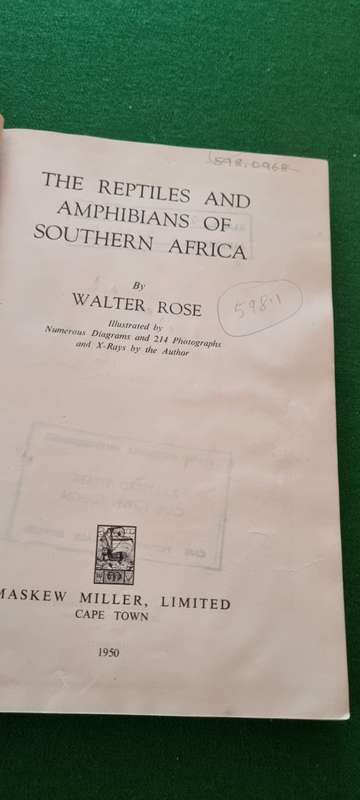 598.0968
THE REPTILES AND
AMPHIBIANS OF
SOUTHERN AFRICA
By
WALTER ROSE
598.1
Illustrated by
Numerous Diagrams and 214 Photographs
and X-Rays by the Author
MASKEW MILLER, LIMITED
CAPE TOWN
1950